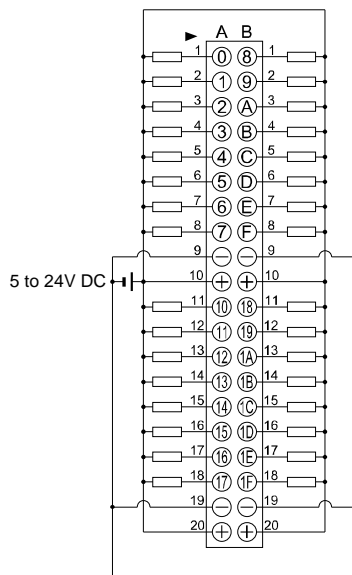 A B
1 0 8 1
2 1 9 2
3 2 A 3
4 3 B 4
5 4 C 5
6 5 D 6
7 6 E 7
8 7 F 8
9 − − 9
5 to 24V DC 10 + + 10
11 10 18 11
12 11 19 12
13 12 1A 13
14 13 1B 14
15 14 1C 15
16 15 1D 16
17 16 1E 17
18 17 1F 18
19 − − 19
20 + + 20